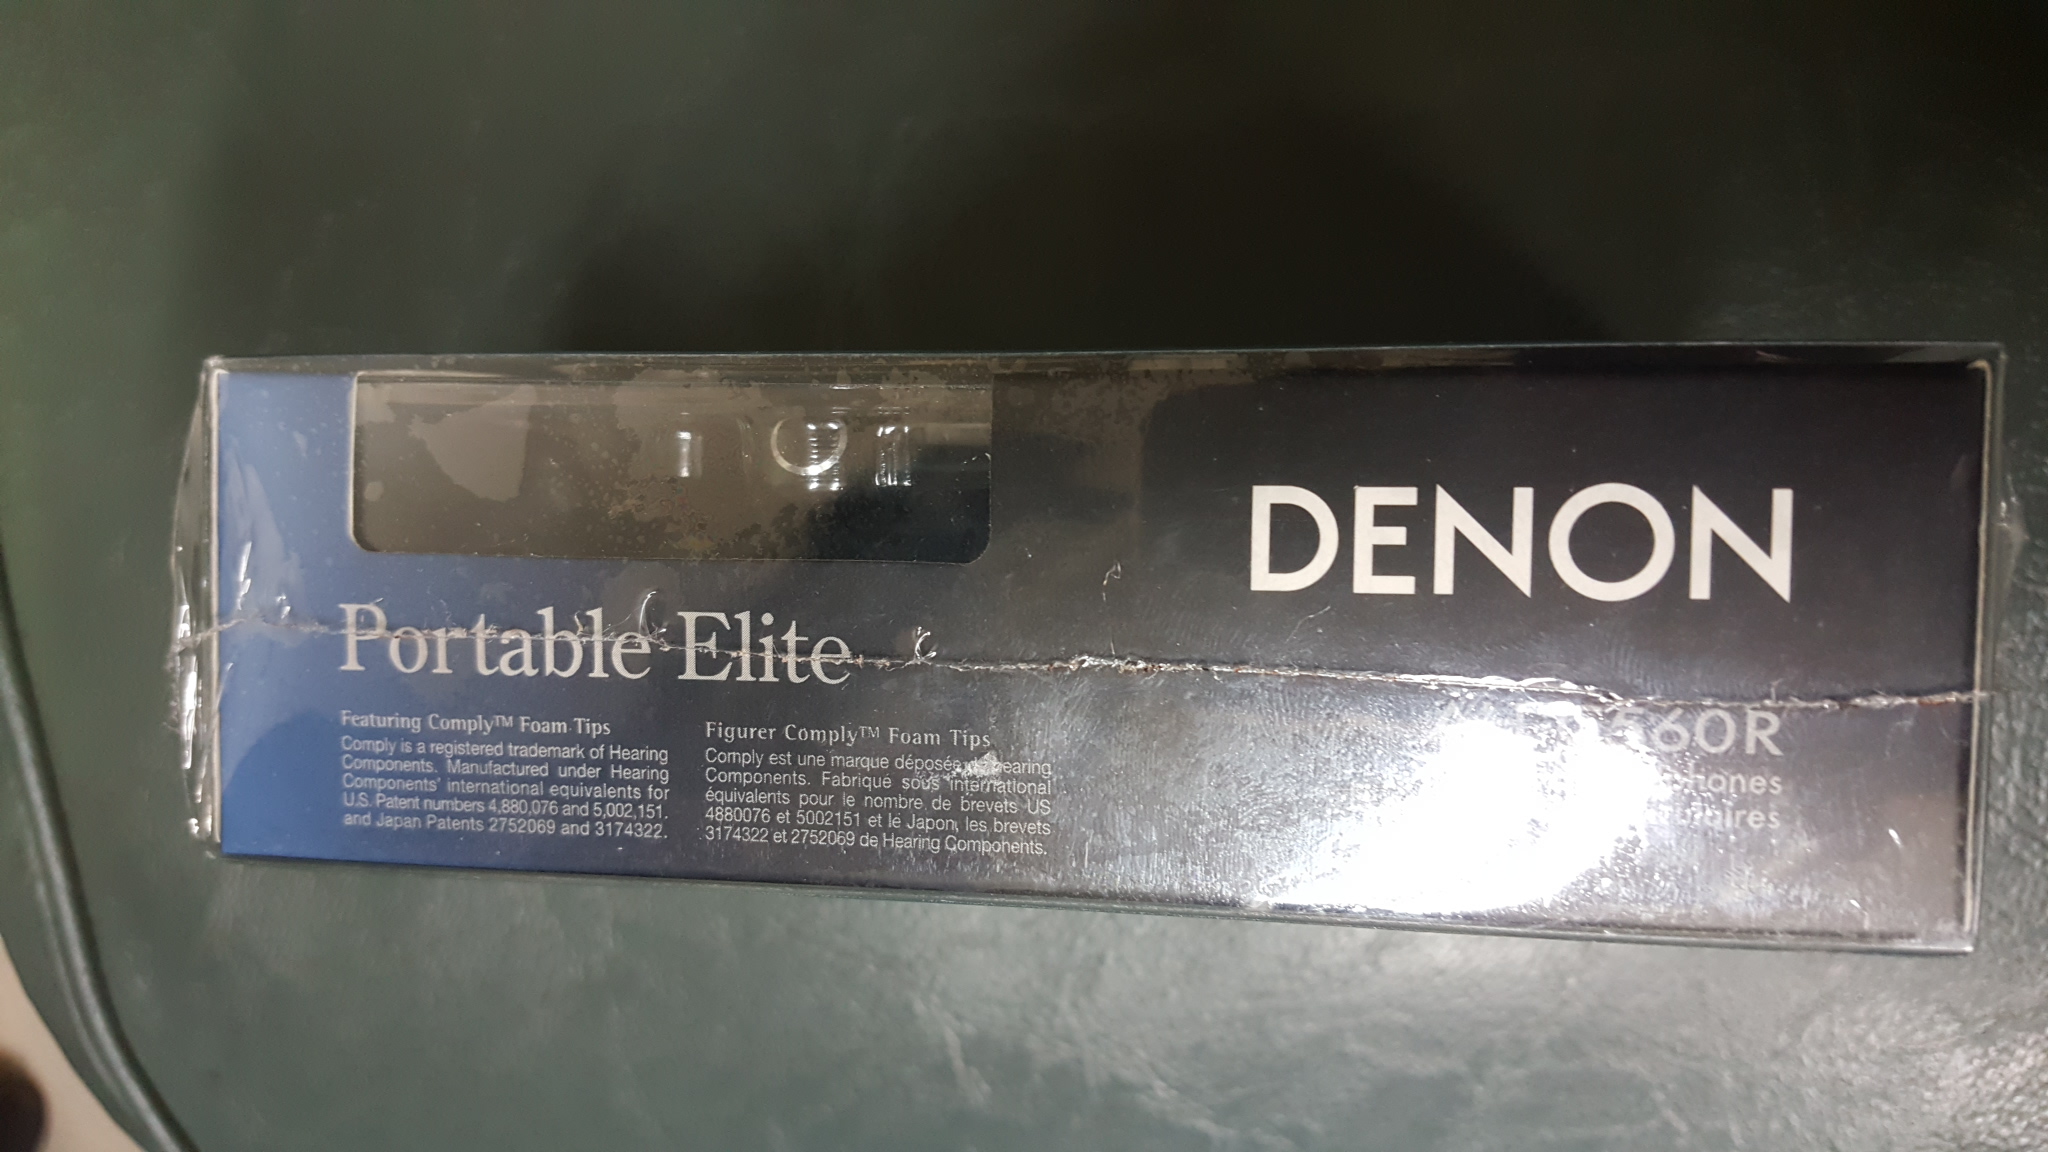 DENON
Portable Elite
Featuring Comply™ Foam Tips
Comply is a registered trademark of Hearing
Components. Manufactured under Hearing
Components' international equivalents for
U.S. Patent numbers 4,880,076 and 5,002,151.
and Japan Patents 2752069 and 3174322.
Figurer Comply™ Foam Tips
Comply est une marque déposée de Hearing
Components. Fabrique sous international
équivalents pour le nombre de brevets US
4880076 et 5002151 et le Japon, les brevets
3174322 et 2752069 de Hearing Components.